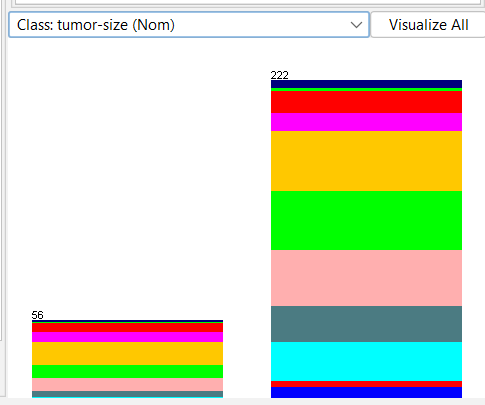 Class: tumor-size (Nom)
Visualize All
222
56